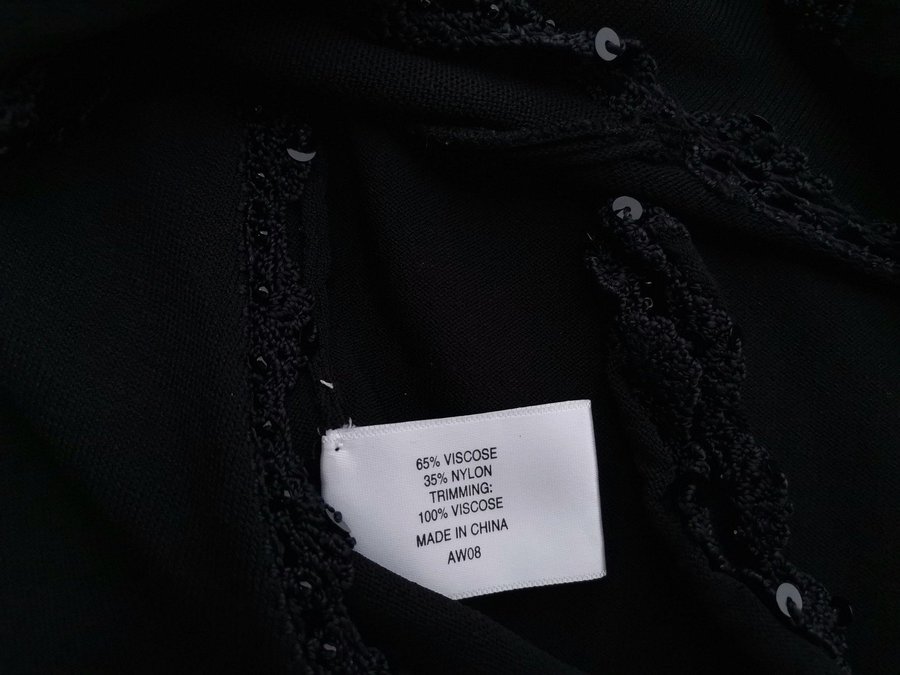 65% VISCOSE
35% NYLON
TRIMMING:
100% VISCOSE
MADE IN CHINA
AW08